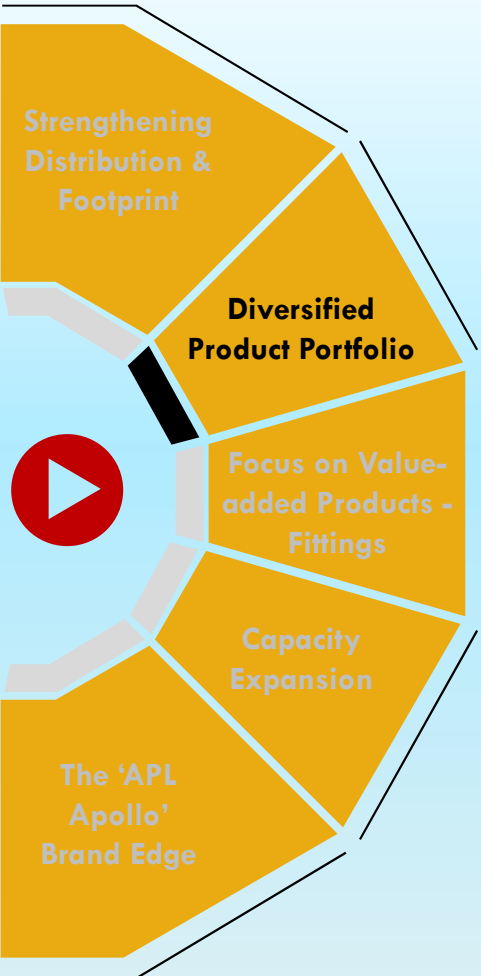 Strengthening
Distribution &
Footprint
Diversified
Product Portfolio
Focus on Value-
added Products -
Fittings
Capacity
Expansion
The ‘APL
Apollo’
Brand Edge